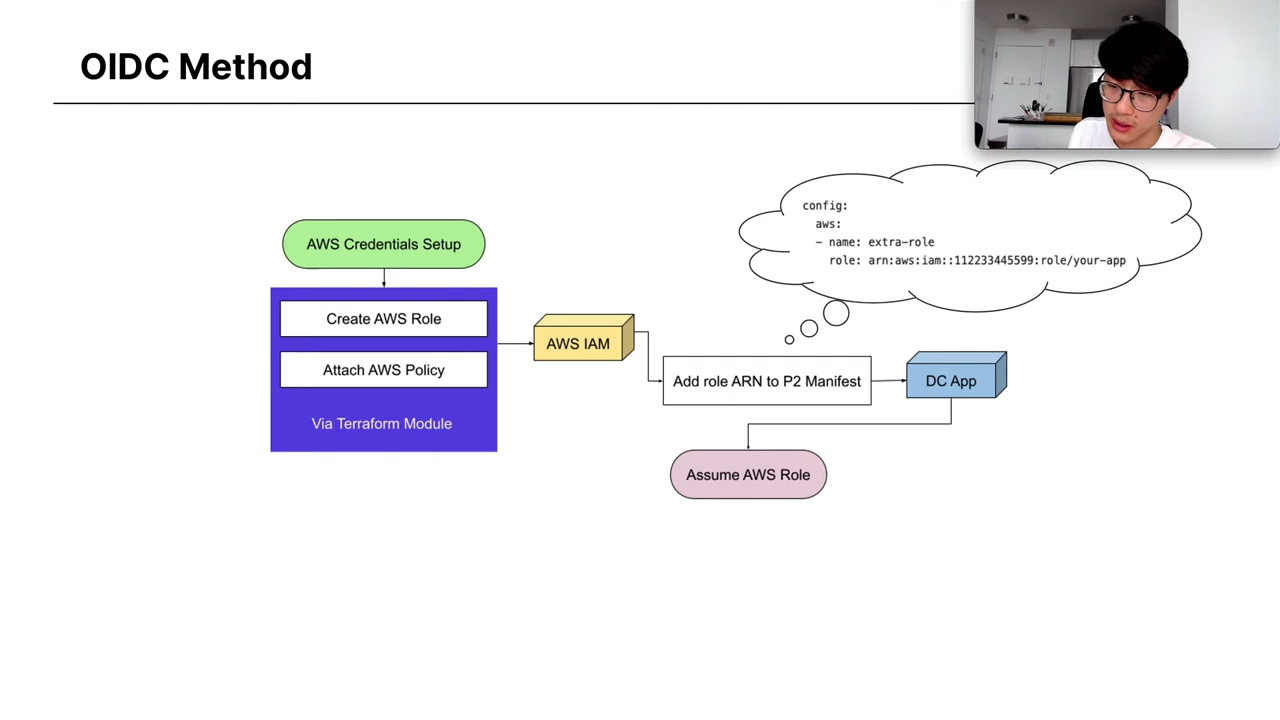 OIDC Method
config:
aws:
- name: extra-role
role: arn:aws:iam::112233445599:role/your-app
AWS Credentials Setup
Create AWS Role
Attach AWS Policy
Via Terraform Module
AWS IAM
Add role ARN to P2 Manifest
DC App
Assume AWS Role